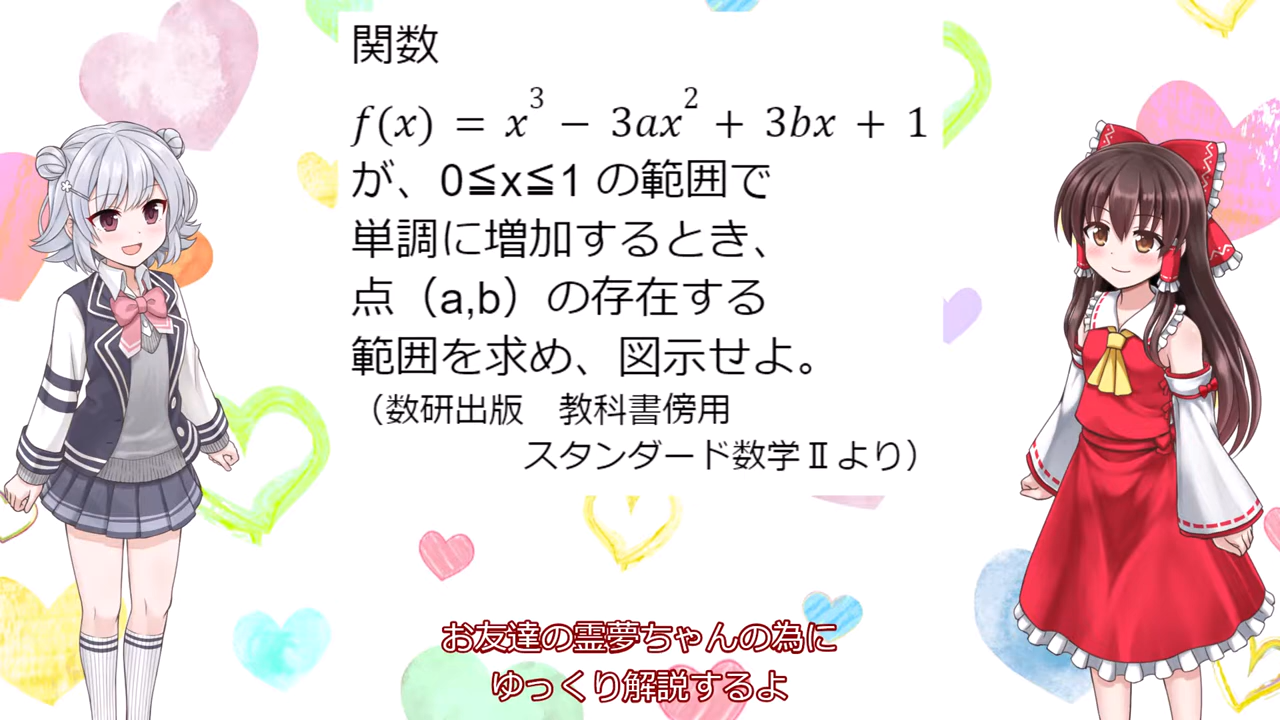 関数
f(x) = x³ − 3ax² + 3bx + 1
が、0≦x≦1 の範囲で
単調に増加するとき、
点（a,b）の存在する
範囲を求め、図示せよ。
（数研出版　教科書傍用
スタンダード数学Ⅱより）
お友達の霊夢ちゃんの為に
ゆっくり解説するよ